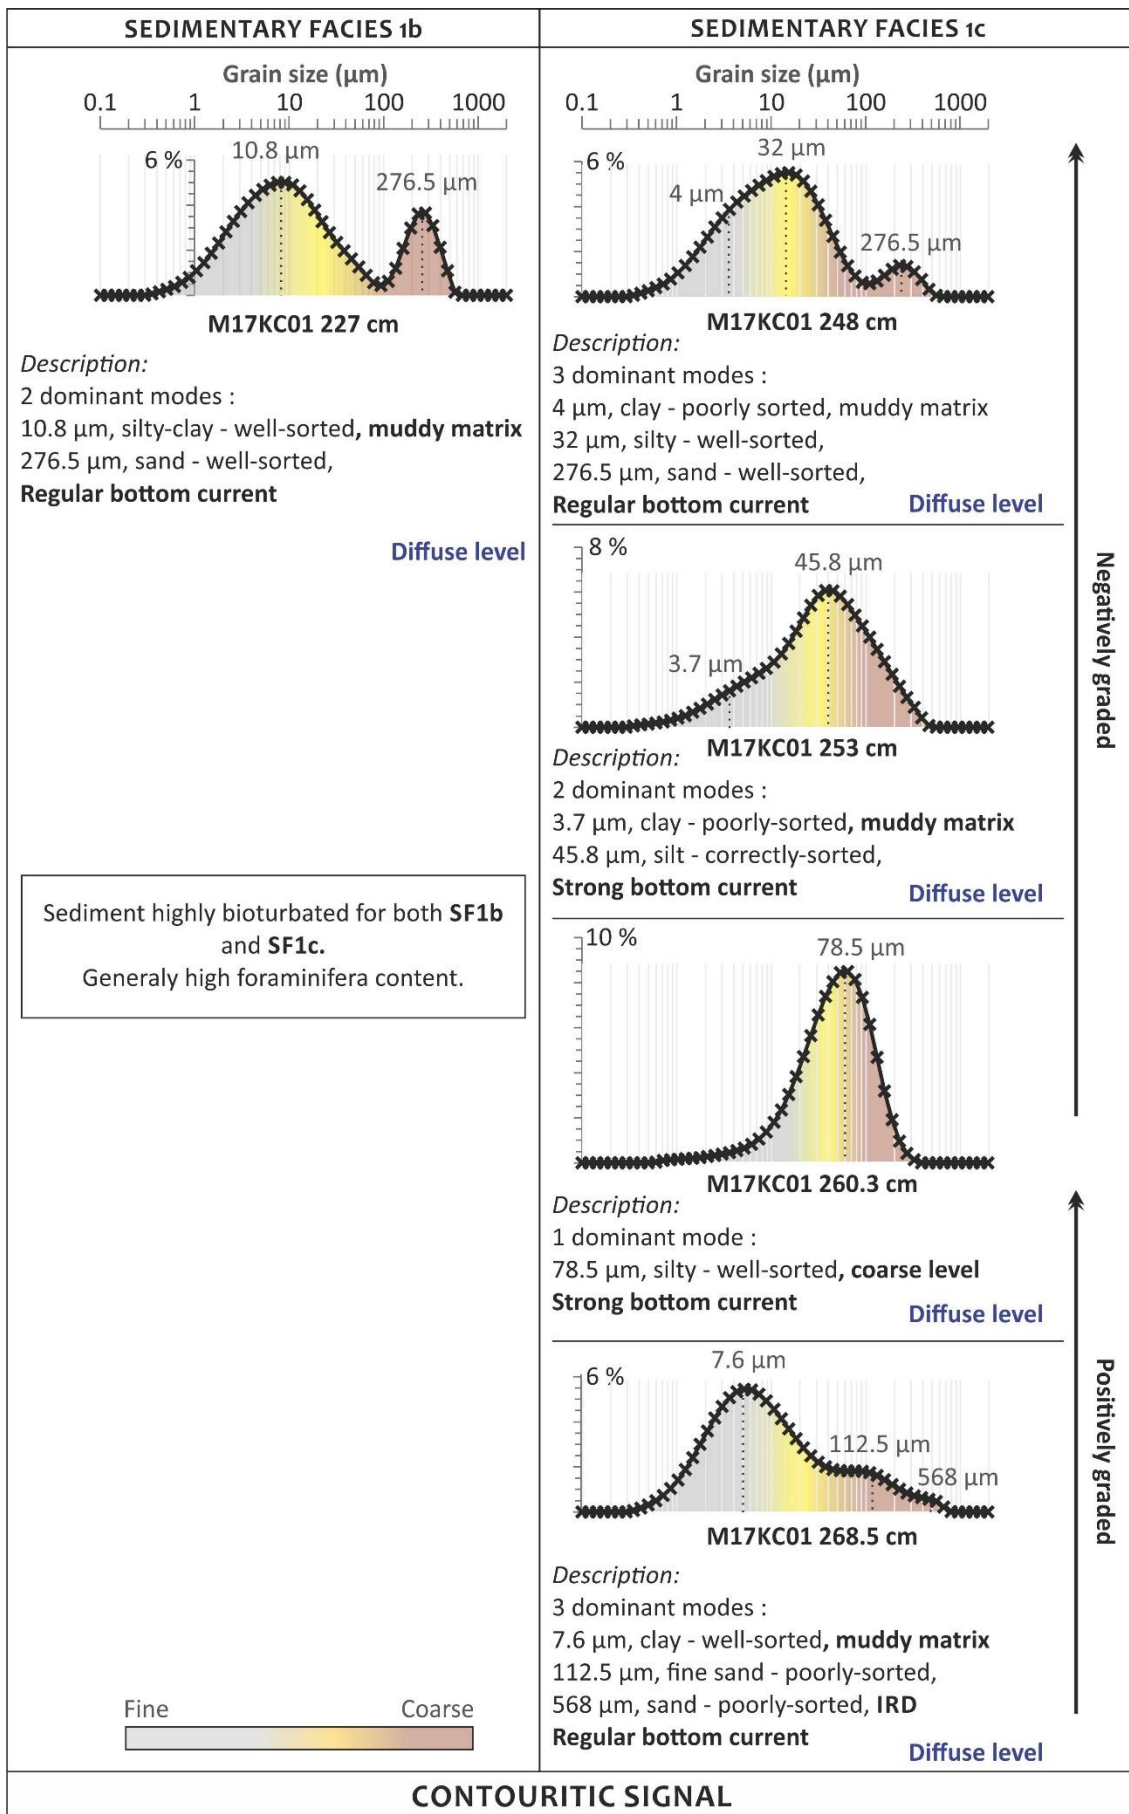 SEDIMENTARY FACIES 1b
Grain size (µm)
0.1 1 10 100 1000
6 %
10.8 µm
276.5 µm
M17KC01 227 cm
Description:
2 dominant modes :
10.8 µm, silty-clay - well-sorted, muddy matrix
276.5 µm, sand - well-sorted,
Regular bottom current
Diffuse level
Sediment highly bioturbated for both SF1b
and SF1c.
Generaly high foraminifera content.
Fine Coarse
SEDIMENTARY FACIES 1c
Grain size (µm)
0.1 1 10 100 1000
6 %
32 µm
4 µm
276.5 µm
M17KC01 248 cm
Description:
3 dominant modes :
4 µm, clay - poorly sorted, muddy matrix
32 µm, silty - well-sorted,
276.5 µm, sand - well-sorted,
Regular bottom current
Diffuse level
8 %
45.8 µm
3.7 µm
M17KC01 253 cm
Description:
2 dominant modes :
3.7 µm, clay - poorly-sorted, muddy matrix
45.8 µm, silt - correctly-sorted,
Strong bottom current
Diffuse level
10 %
78.5 µm
M17KC01 260.3 cm
Description:
1 dominant mode :
78.5 µm, silty - well-sorted, coarse level
Strong bottom current
Diffuse level
6 %
7.6 µm
112.5 µm
568 µm
M17KC01 268.5 cm
Description:
3 dominant modes :
7.6 µm, clay - well-sorted, muddy matrix
112.5 µm, fine sand - poorly-sorted,
568 µm, sand - poorly-sorted, IRD
Regular bottom current
Diffuse level
Negatively graded
Positively graded
CONTOURITIC SIGNAL